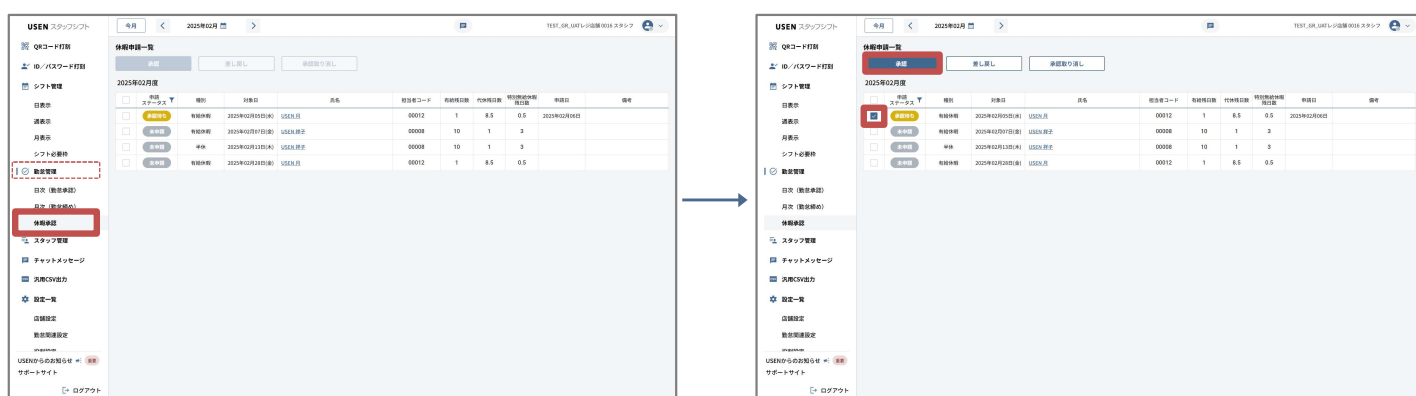 USEN スタッフシフト
今月
2025年02月
TEST_GR_UATレジ店舗0016 スタシフ
QRコード打刻
ID／パスワード打刻
シフト管理
日表示
週表示
月表示
シフト必要枠
勤怠管理
日次（勤怠承認）
月次（勤怠締め）
休暇承認
スタッフ管理
チャットメッセージ
汎用CSV出力
設定一覧
店舗設定
勤怠関連設定
USENからのお知らせ 重要
サポートサイト
ログアウト
休暇申請一覧
承認 差し戻し 承認取り消し
2025年02月度
申請ステータス 種別 対象日 氏名 担当者コード 有給残日数 代休残日数 特別無給休暇残日数 申請日 備考
承認待ち 有給休暇 2025年02月05日(水) USEN 月 00012 1 8.5 0.5 2025年02月06日
未申請 有給休暇 2025年02月07日(金) USEN 祥子 00008 10 1 3
未申請 半休 2025年02月13日(木) USEN 祥子 00008 10 1 3
未申請 有給休暇 2025年02月28日(金) USEN 月 00012 1 8.5 0.5
USEN スタッフシフト
今月
2025年02月
TEST_GR_UATレジ店舗0016 スタシフ
QRコード打刻
ID／パスワード打刻
シフト管理
日表示
週表示
月表示
シフト必要枠
勤怠管理
日次（勤怠承認）
月次（勤怠締め）
休暇承認
スタッフ管理
チャットメッセージ
汎用CSV出力
設定一覧
店舗設定
勤怠関連設定
USENからのお知らせ 重要
サポートサイト
ログアウト
休暇申請一覧
承認 差し戻し 承認取り消し
2025年02月度
申請ステータス 種別 対象日 氏名 担当者コード 有給残日数 代休残日数 特別無給休暇残日数 申請日 備考
承認待ち 有給休暇 2025年02月05日(水) USEN 月 00012 1 8.5 0.5 2025年02月06日
未申請 有給休暇 2025年02月07日(金) USEN 祥子 00008 10 1 3
未申請 半休 2025年02月13日(木) USEN 祥子 00008 10 1 3
未申請 有給休暇 2025年02月28日(金) USEN 月 00012 1 8.5 0.5